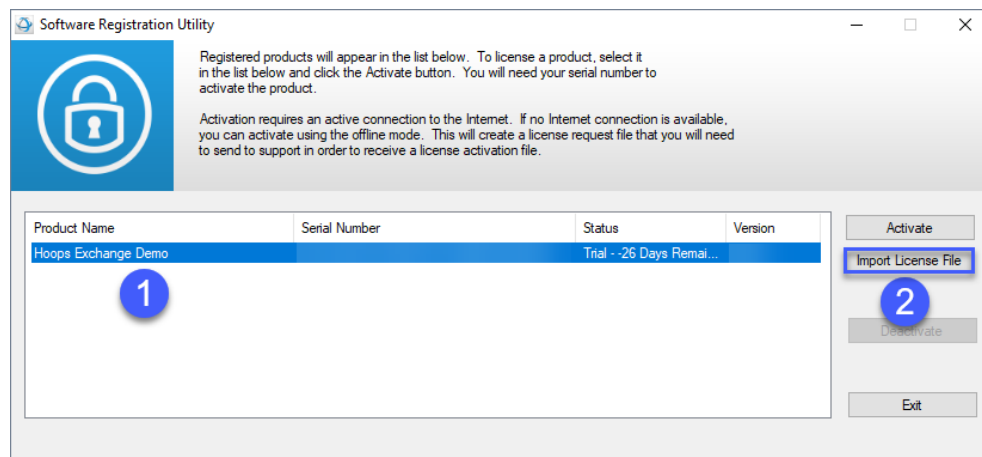 Software Registration Utility
Registered products will appear in the list below. To license a product, select it
in the list below and click the Activate button. You will need your serial number to
activate the product.
Activation requires an active connection to the Internet. If no Internet connection is available,
you can activate using the offline mode. This will create a license request file that you will need
to send to support in order to receive a license activation file.
Product Name Serial Number Status Version
Hoops Exchange Demo Trial - -26 Days Remai...
Activate
Import License File
1
2
Deactivate
Exit